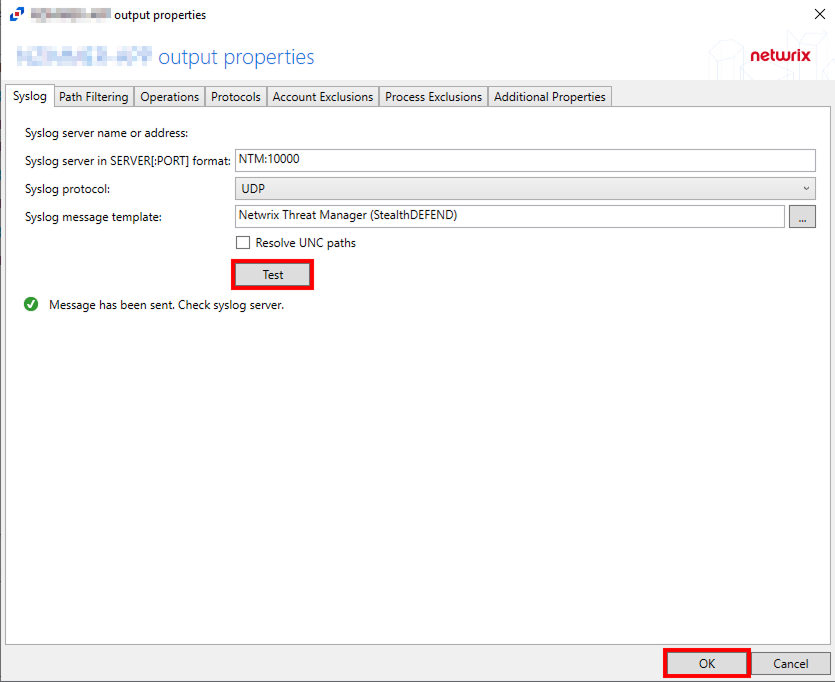 output properties
output properties
netwrix
Syslog Path Filtering Operations Protocols Account Exclusions Process Exclusions Additional Properties
Syslog server name or address:
Syslog server in SERVER[:PORT] format: NTM:10000
Syslog protocol: UDP
Syslog message template: Netwrix Threat Manager (StealthDEFEND) ...
Resolve UNC paths
Test
Message has been sent. Check syslog server.
OK Cancel